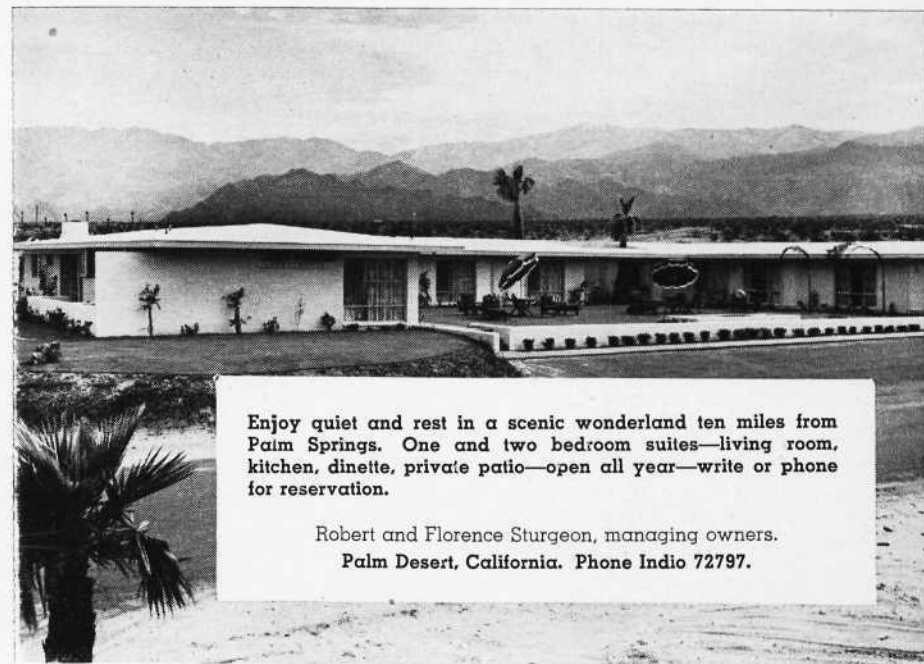 Enjoy quiet and rest in a scenic wonderland ten miles from
Palm Springs. One and two bedroom suites—living room,
kitchen, dinette, private patio—open all year—write or phone
for reservation.
Robert and Florence Sturgeon, managing owners.
Palm Desert, California. Phone Indio 72797.